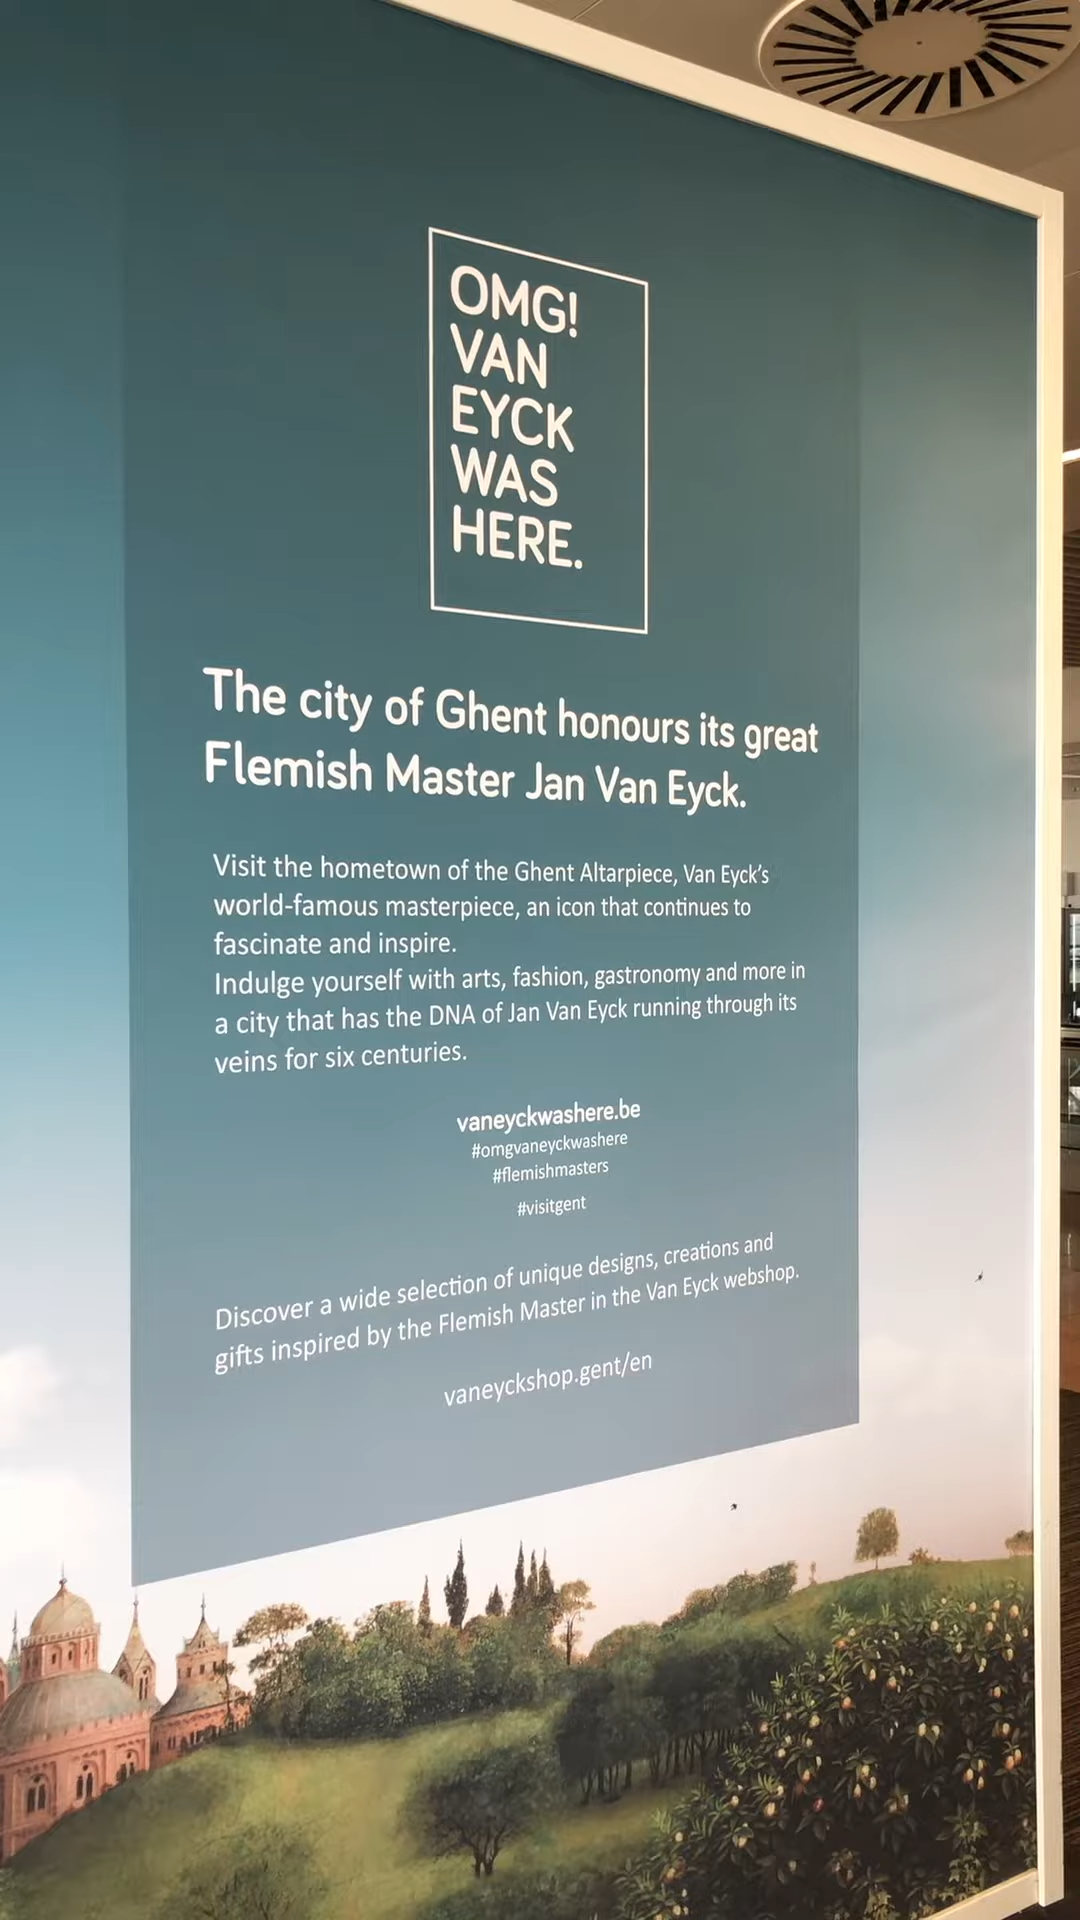 OMG!
VAN
EYCK
WAS
HERE.
The city of Ghent honours its great
Flemish Master Jan Van Eyck.
Visit the hometown of the Ghent Altarpiece, Van Eyck's
world-famous masterpiece, an icon that continues to
fascinate and inspire.
Indulge yourself with arts, fashion, gastronomy and more in
a city that has the DNA of Jan Van Eyck running through its
veins for six centuries.
vaneyckwashere.be
#omgvaneyckwashere
#flemishmasters
#visitgent
Discover a wide selection of unique designs, creations and
gifts inspired by the Flemish Master in the Van Eyck webshop.
vaneyckshop.gent/en